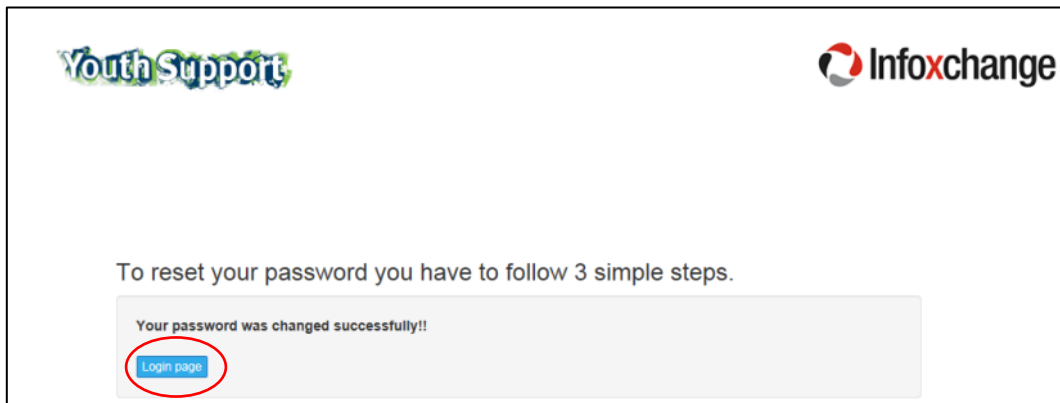 Youth Support
Infoxchange
To reset your password you have to follow 3 simple steps.
Your password was changed successfully!!
Login page